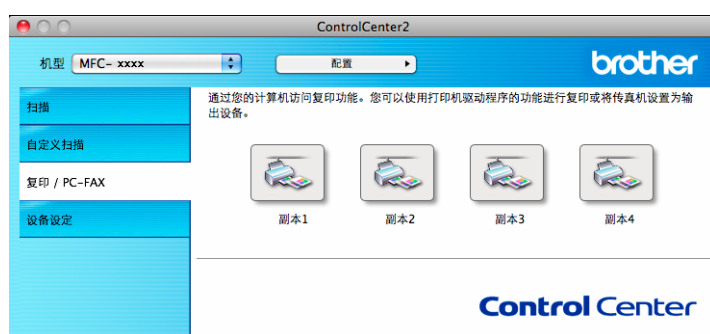 ControlCenter2
机型 MFC- xxxx 配置 brother
扫描
自定义扫描
复印 / PC-FAX
设备设定
通过您的计算机访问复印功能。您可以使用打印机驱动程序的功能进行复印或将传真机设置为输
出设备。
副本1 副本2 副本3 副本4
Control Center